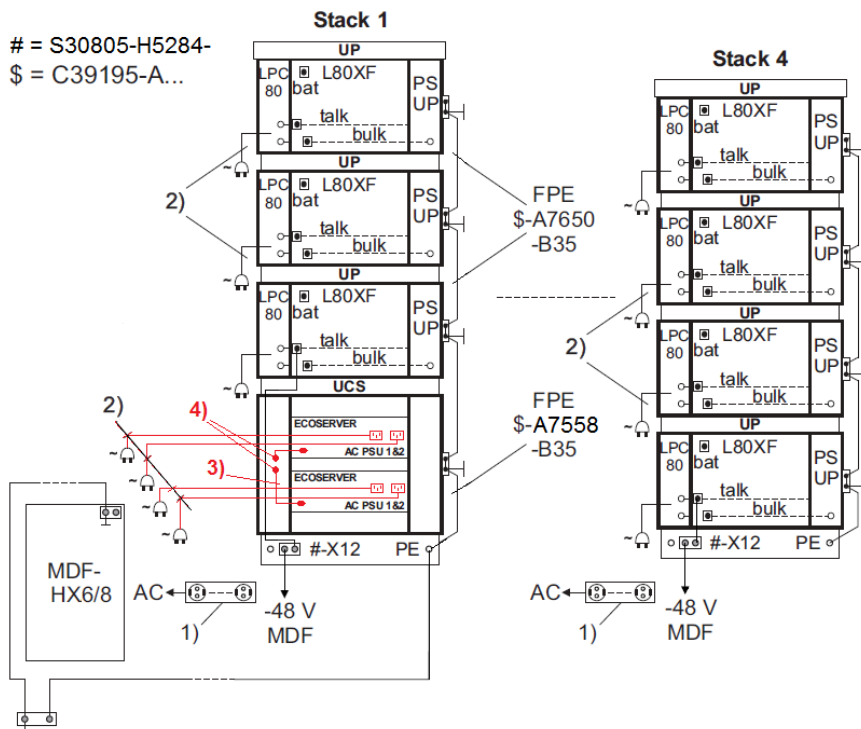 Stack 1
# = S30805-H5284-
$ = C39195-A...
UP
LPC
80
L80XF
bat
talk
bulk
PS
UP
~
UP
LPC
80
L80XF
bat
talk
bulk
PS
UP
~
UP
LPC
80
L80XF
bat
talk
bulk
PS
UP
~
2)
FPE
$-A7650
-B35
UCS
ECOSERVER
AC PSU 1&2
ECOSERVER
AC PSU 1&2
2)
4)
3)
~
~
~
~
FPE
$-A7558
-B35
#-X12
PE
MDF-
HX6/8
AC
1)
-48 V
MDF
Stack 4
UP
LPC
80
L80XF
bat
talk
bulk
PS
UP
~
UP
LPC
80
L80XF
bat
talk
bulk
PS
UP
~
UP
LPC
80
L80XF
bat
talk
bulk
PS
UP
~
UP
LPC
80
L80XF
bat
talk
bulk
PS
UP
~
2)
#-X12
PE
AC
1)
-48 V
MDF